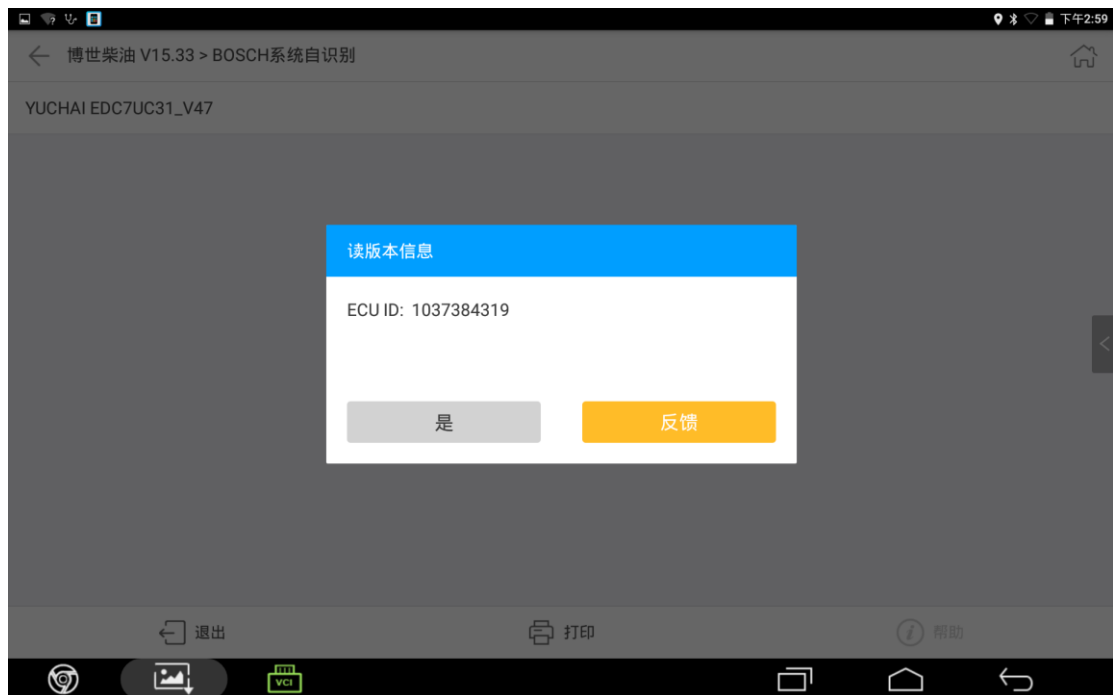 下午2:59
博世柴油 V15.33 > BOSCH系统自识别
YUCHAI EDC7UC31_V47
读版本信息
ECU ID: 1037384319
是
反馈
退出
打印
帮助
VCI